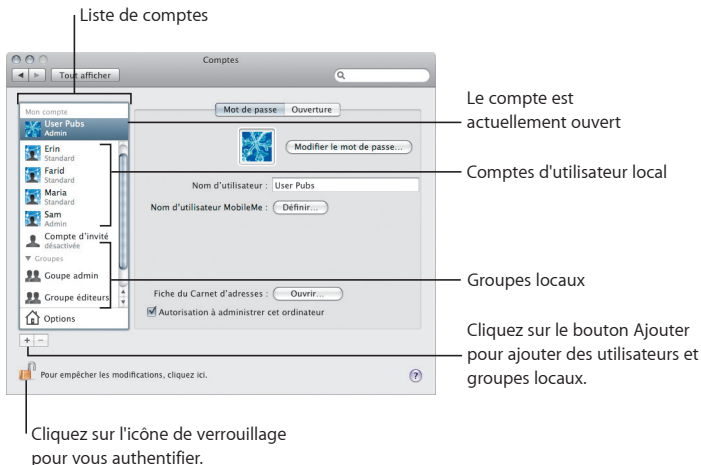 Liste de comptes
Comptes
Tout afficher
Mon compte
User Pubs
Admin
Erin
Standard
Farid
Standard
Maria
Standard
Sam
Admin
Compte d'invité
désactivée
Groupes
Goupe admin
Groupe éditeurs
Options
+ −
Mot de passe Ouverture
Modifier le mot de passe...
Nom d'utilisateur : User Pubs
Nom d'utilisateur MobileMe : Définir...
Fiche du Carnet d'adresses : Ouvrir...
Autorisation à administrer cet ordinateur
Pour empêcher les modifications, cliquez ici.
?
Le compte est
actuellement ouvert
Comptes d'utilisateur local
Groupes locaux
Cliquez sur le bouton Ajouter
pour ajouter des utilisateurs et
groupes locaux.
Cliquez sur l'icône de verrouillage
pour vous authentifier.